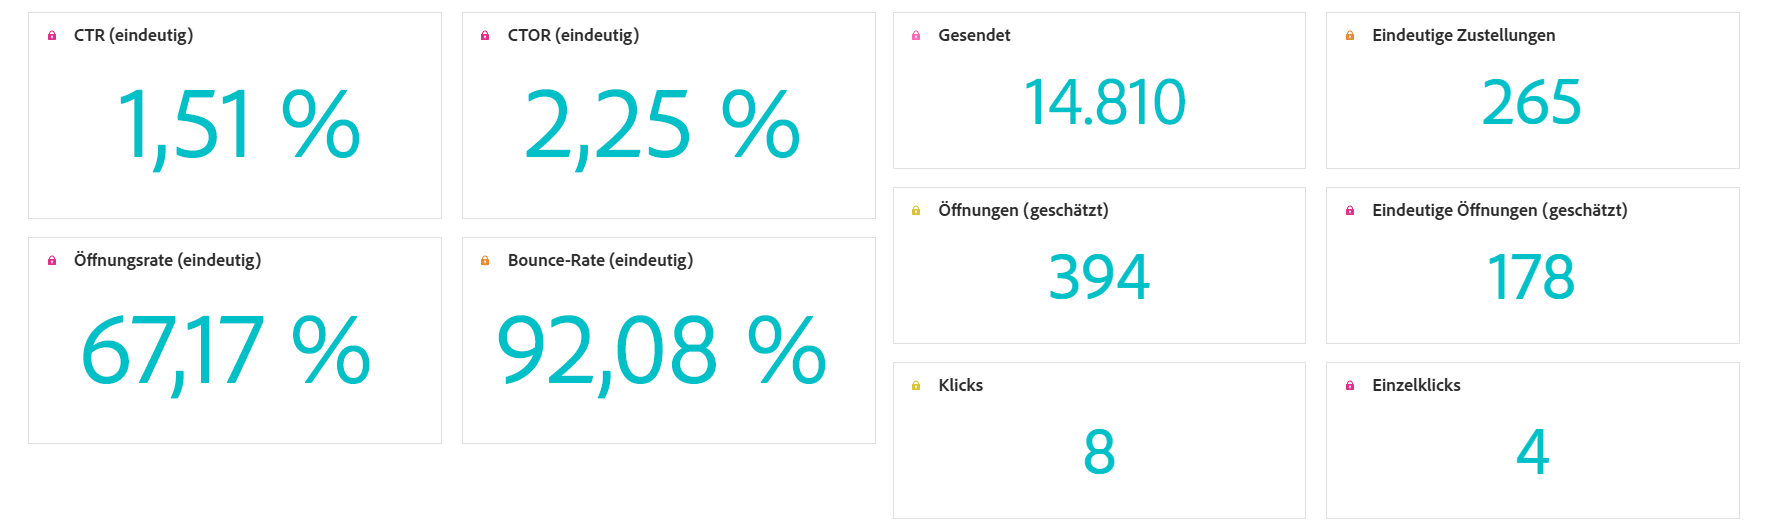 CTR (eindeutig)
1,51 %
CTOR (eindeutig)
2,25 %
Gesendet
14.810
Eindeutige Zustellungen
265
Öffnungen (geschätzt)
394
Eindeutige Öffnungen (geschätzt)
178
Öffnungsrate (eindeutig)
67,17 %
Bounce-Rate (eindeutig)
92,08 %
Klicks
8
Einzelklicks
4